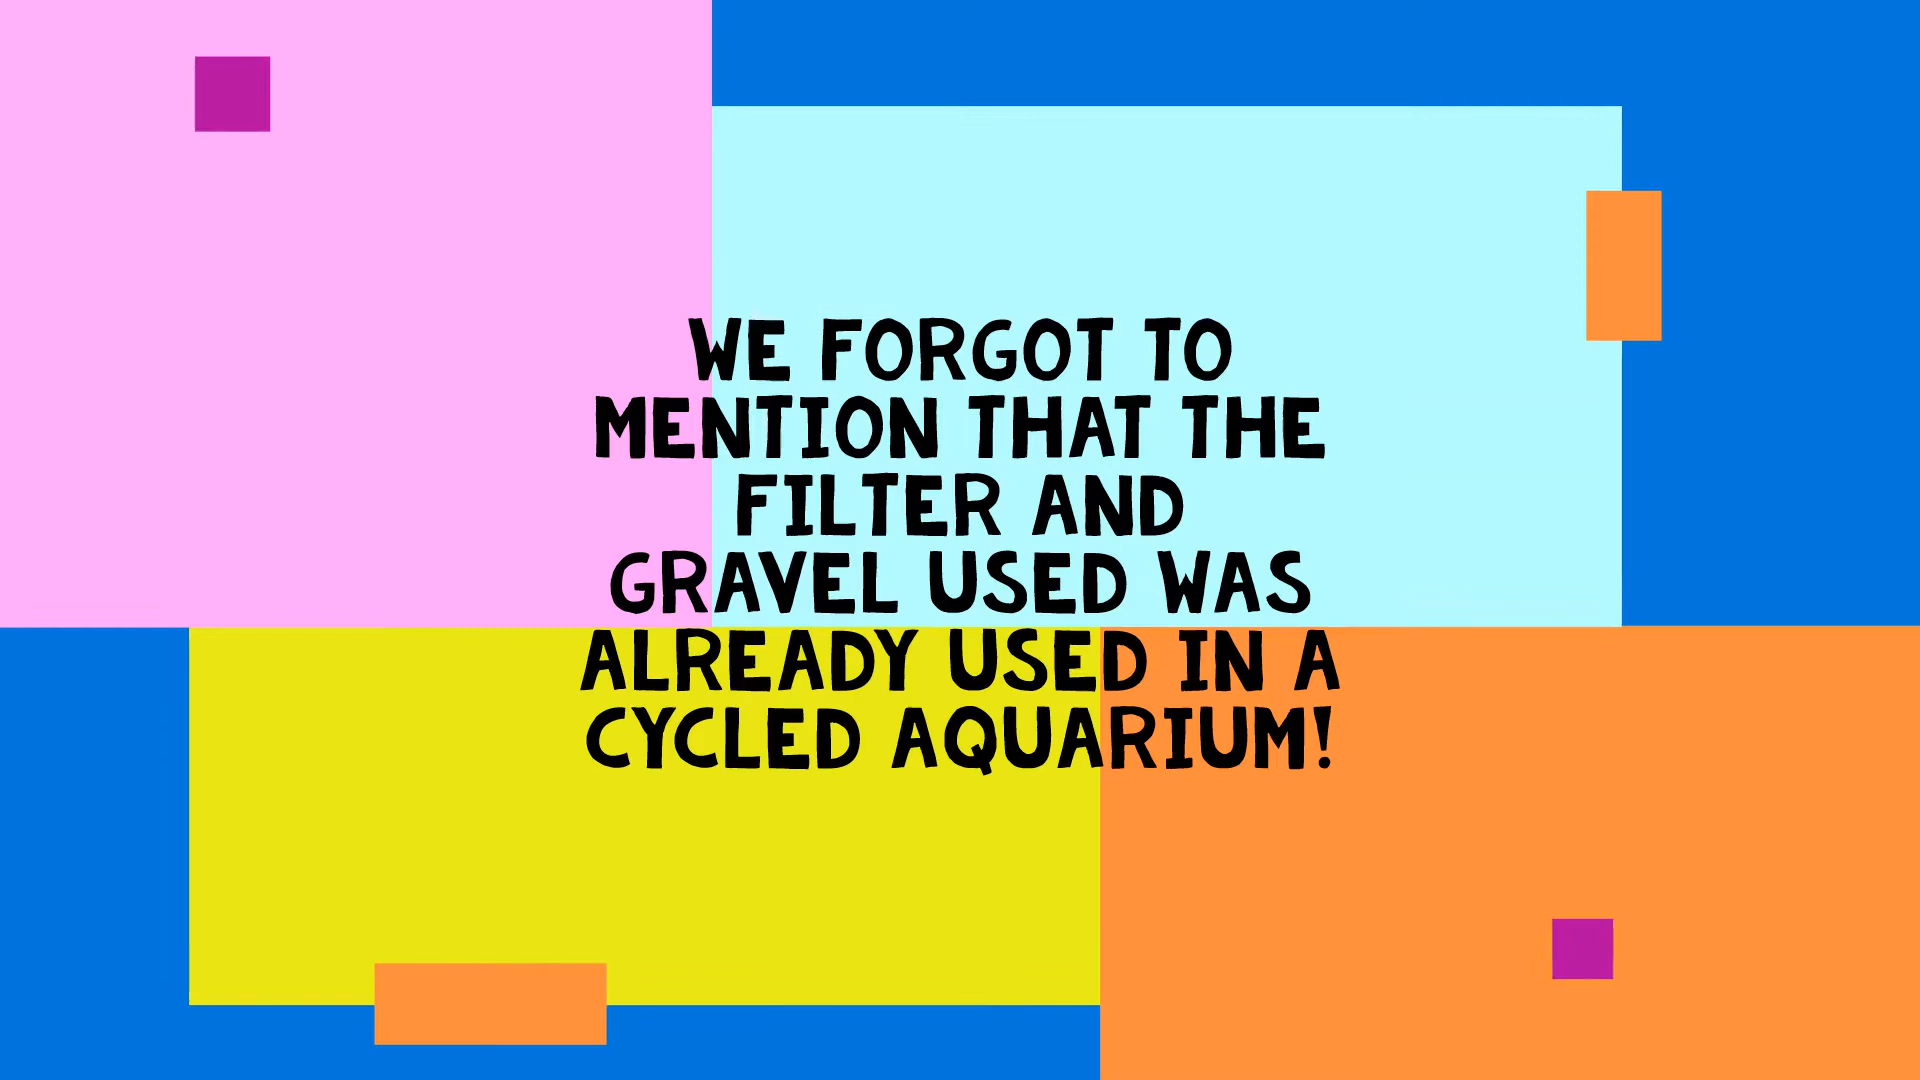 WE FORGOT TO
MENTION THAT THE
FILTER AND
GRAVEL USED WAS
ALREADY USED IN A
CYCLED AQUARIUM!